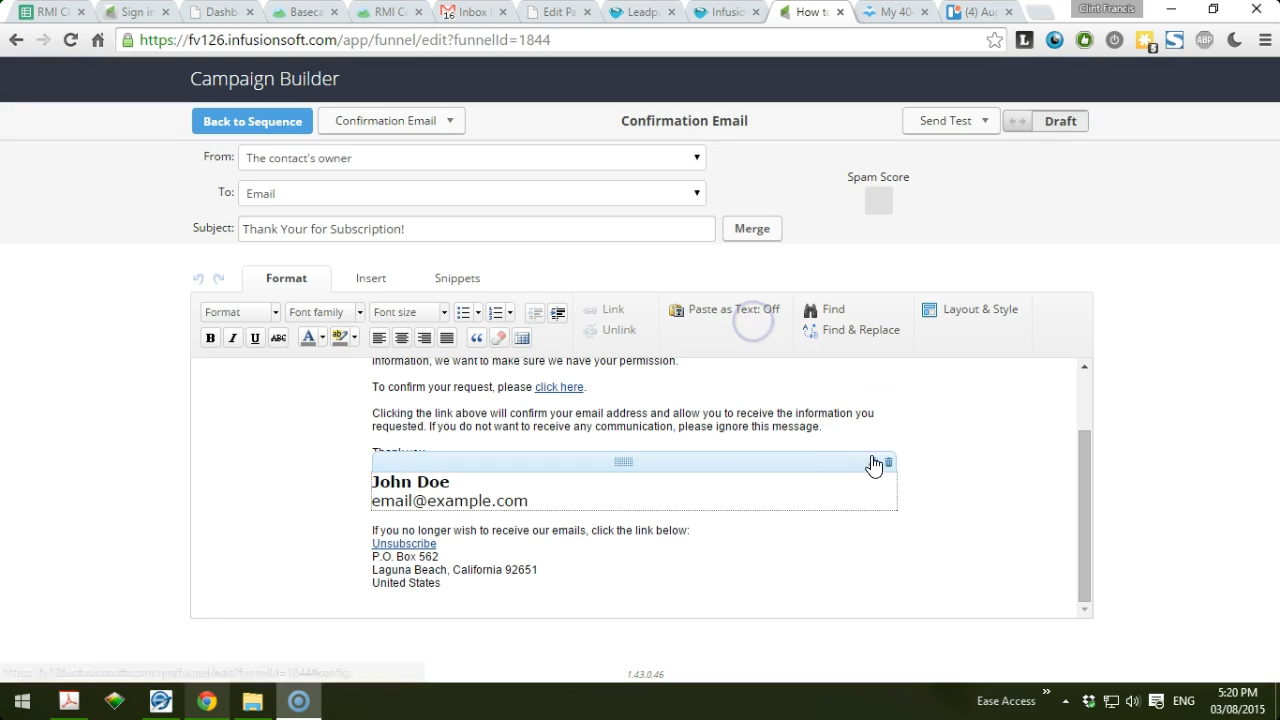 RMI Cl
Sign in
Dashb
Baseca
RMI C
Inbox
16
Edit Pa
Leadp
Infusio
How to
My 40-
(4) Aug
Clint Francis
https://fv126.infusionsoft.com/app/funnel/edit?funnelId=1844
L
5
S
ABP
Campaign Builder
Back to Sequence
Confirmation Email
Confirmation Email
Send Test
Draft
From:
The contact's owner
Spam Score
To:
Email
Subject:
Thank Your for Subscription!
Merge
Format
Insert
Snippets
Format
Font family
Font size
Link
Paste as Text: Off
Find
Layout & Style
B I U ABC
A
Unlink
Find & Replace
information, we want to make sure we have your permission.
To confirm your request, please click here.
Clicking the link above will confirm your email address and allow you to receive the information you
requested. If you do not want to receive any communication, please ignore this message.
Thank you
John Doe
email@example.com
If you no longer wish to receive our emails, click the link below:
Unsubscribe
P.O. Box 562
Laguna Beach, California 92651
United States
1.43.0.46
Ease Access
ENG
5:20 PM
03/08/2015